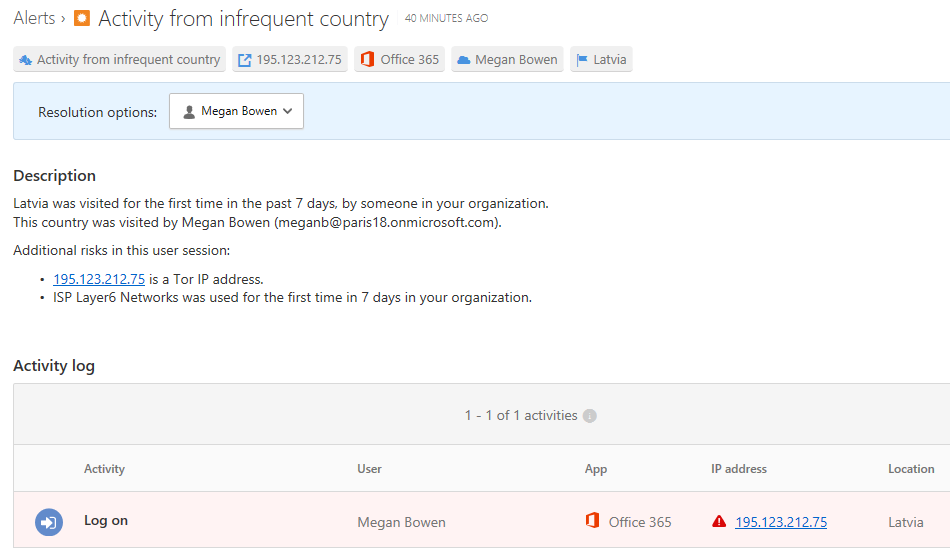 Alerts › Activity from infrequent country 40 MINUTES AGO
Activity from infrequent country 195.123.212.75 Office 365 Megan Bowen Latvia
Resolution options: Megan Bowen
Description
Latvia was visited for the first time in the past 7 days, by someone in your organization.
This country was visited by Megan Bowen (meganb@paris18.onmicrosoft.com).
Additional risks in this user session:
• 195.123.212.75 is a Tor IP address.
• ISP Layer6 Networks was used for the first time in 7 days in your organization.
Activity log
1 - 1 of 1 activities
Activity User App IP address Location
Log on Megan Bowen Office 365 195.123.212.75 Latvia